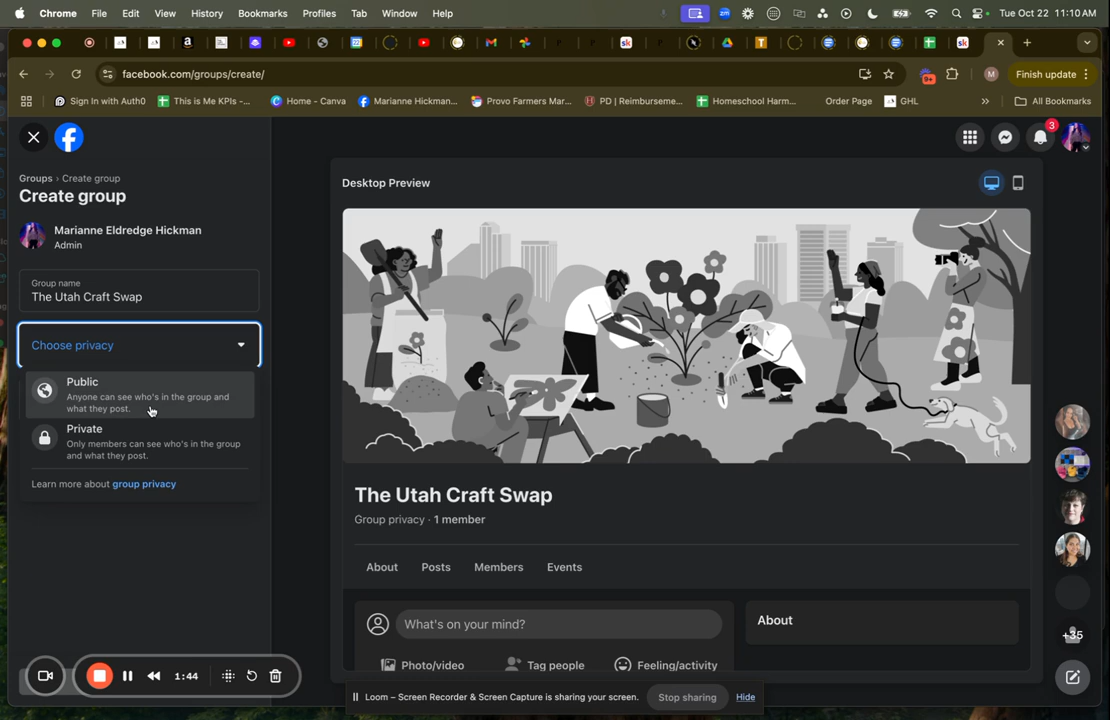 Chrome File Edit View History Bookmarks Profiles Tab Window Help
Tue Oct 22 11:10 AM
facebook.com/groups/create/
9+
M
Finish update
Sign In with Auth0
This is Me KPIs -...
Home - Canva
Marianne Hickman...
Provo Farmers Mar...
PD | Reimburseme...
Homeschool Harm...
Order Page
GHL
All Bookmarks
3
Groups › Create group
Create group
Marianne Eldredge Hickman
Admin
Group name
The Utah Craft Swap
Choose privacy
Public
Anyone can see who's in the group and
what they post.
Private
Only members can see who's in the group
and what they post.
Learn more about group privacy
Desktop Preview
The Utah Craft Swap
Group privacy · 1 member
About
Posts
Members
Events
What's on your mind?
Photo/video
Tag people
Feeling/activity
About
+35
1:44
Loom – Screen Recorder & Screen Capture is sharing your screen.
Stop sharing
Hide